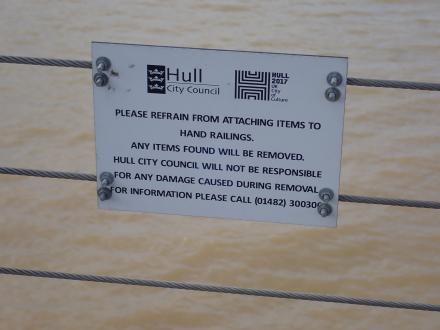 Hull
City Council
HULL
2017
UK
City
of
Culture
PLEASE REFRAIN FROM ATTACHING ITEMS TO
HAND RAILINGS.
ANY ITEMS FOUND WILL BE REMOVED.
HULL CITY COUNCIL WILL NOT BE RESPONSIBLE
FOR ANY DAMAGE CAUSED DURING REMOVAL
FOR INFORMATION PLEASE CALL (01482) 300300